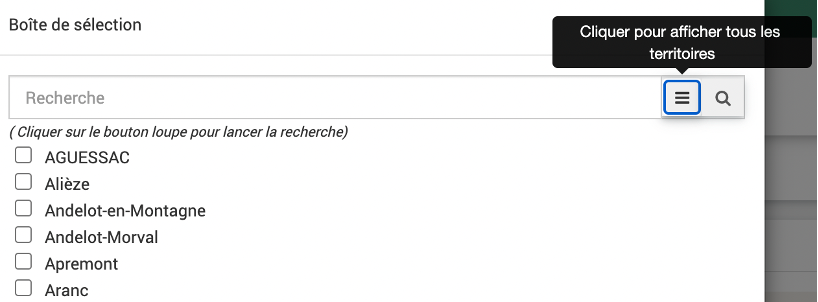 Boîte de sélection
Cliquer pour afficher tous les
territoires
Recherche
( Cliquer sur le bouton loupe pour lancer la recherche)
AGUESSAC
Alièze
Andelot-en-Montagne
Andelot-Morval
Apremont
Aranc